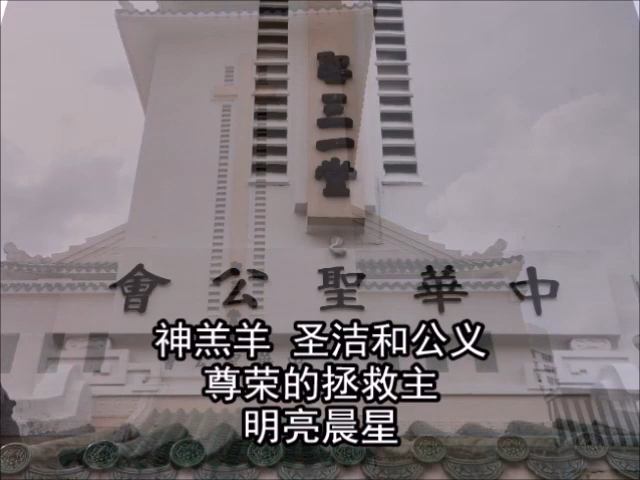 聖三一堂
中華聖公會
神羔羊 圣洁和公义
尊荣的拯救主
明亮晨星